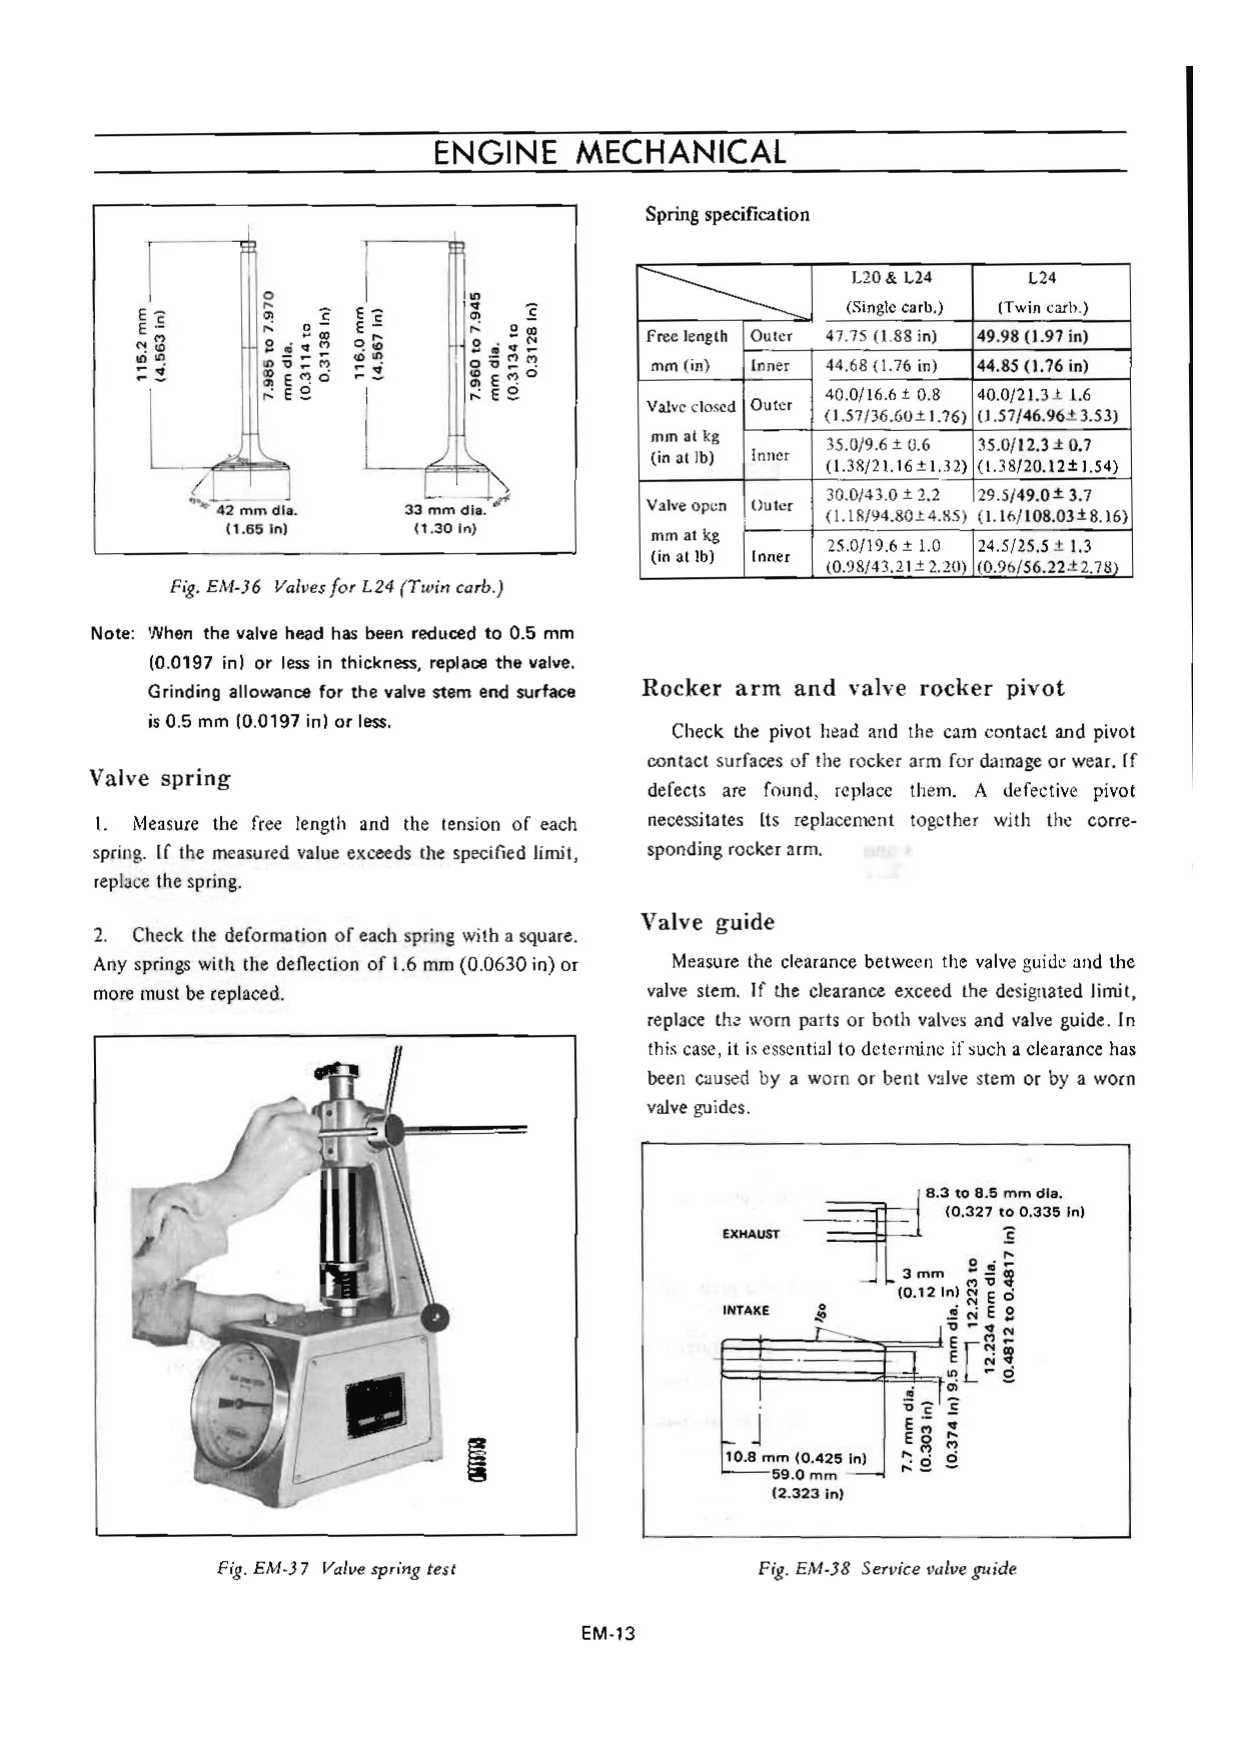 ENGINE MECHANICAL
115.2 mm
(4.563 in)
7.985 to 7.970
mm dia.
(0.3114 to
0.3138 in)
116.0 mm
(4.567 in)
7.960 to 7.945
mm dia.
(0.3134 to
0.3128 in)
42 mm dia.
(1.65 in)
33 mm dia.
(1.30 in)
Fig. EM-36 Valves for L24 (Twin carb.)
Note: When the valve head has been reduced to 0.5 mm
(0.0197 in) or less in thickness, replace the valve.
Grinding allowance for the valve stem end surface
is 0.5 mm (0.0197 in) or less.
Valve spring
1. Measure the free length and the tension of each
spring. If the measured value exceeds the specified limit,
replace the spring.
2. Check the deformation of each spring with a square.
Any springs with the deflection of 1.6 mm (0.0630 in) or
more must be replaced.
Fig. EM-37 Valve spring test
Spring specification
L20 & L24 L24
(Single carb.) (Twin carb.)
Free length Outer 47.75 (1.88 in) 49.98 (1.97 in)
mm (in) Inner 44.68 (1.76 in) 44.85 (1.76 in)
Valve closed Outer 40.0/16.6 ± 0.8 40.0/21.3 ± 1.6
(1.57/36.60±1.76) (1.57/46.96±3.53)
mm at kg
(in at lb) Inner 35.0/9.6 ± 0.6 35.0/12.3 ± 0.7
(1.38/21.16±1.32) (1.38/20.12±1.54)
Valve open Outer 30.0/43.0 ± 2.2 29.5/49.0± 3.7
(1.18/94.80±4.85) (1.16/108.03±8.16)
mm at kg
(in at lb) Inner 25.0/19.6 ± 1.0 24.5/25.5 ± 1.3
(0.98/43.21±2.20) (0.96/56.22±2.78)
Rocker arm and valve rocker pivot
Check the pivot head and the cam contact and pivot
contact surfaces of the rocker arm for damage or wear. If
defects are found, replace them. A defective pivot
necessitates its replacement together with the corre-
sponding rocker arm.
Valve guide
Measure the clearance between the valve guide and the
valve stem. If the clearance exceed the designated limit,
replace the worn parts or both valves and valve guide. In
this case, it is essential to determine if such a clearance has
been caused by a worn or bent valve stem or by a worn
valve guides.
8.3 to 8.5 mm dia.
(0.327 to 0.335 in)
EXHAUST
3 mm
(0.12 in)
INTAKE
15°
12.223 to
12.234 mm dia.
(0.4812 to 0.4817 in)
9.5 mm dia.
(0.374 in)
7.7 mm dia.
(0.303 in)
10.8 mm (0.425 in)
59.0 mm
(2.323 in)
Fig. EM-38 Service valve guide
EM-13